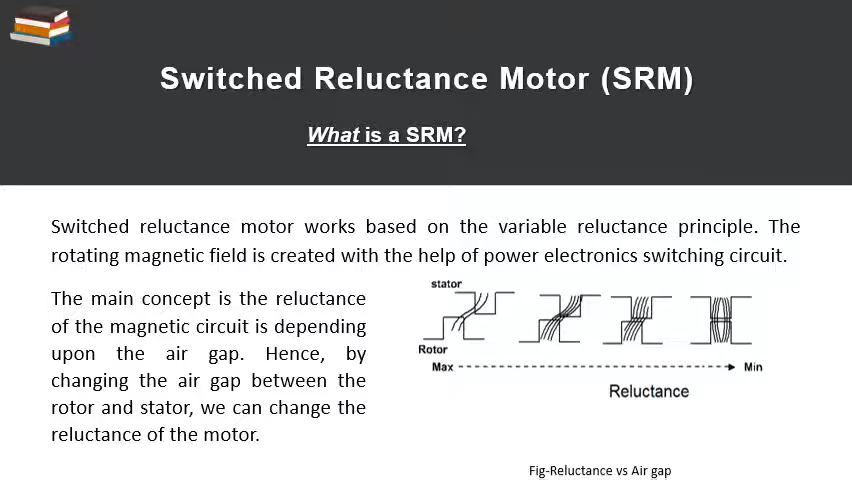 Switched Reluctance Motor (SRM)
What is a SRM?
Switched reluctance motor works based on the variable reluctance principle. The
rotating magnetic field is created with the help of power electronics switching circuit.
The main concept is the reluctance
of the magnetic circuit is depending
upon the air gap. Hence, by
changing the air gap between the
rotor and stator, we can change the
reluctance of the motor.
stator
Rotor
Max
Min
Reluctance
Fig-Reluctance vs Air gap